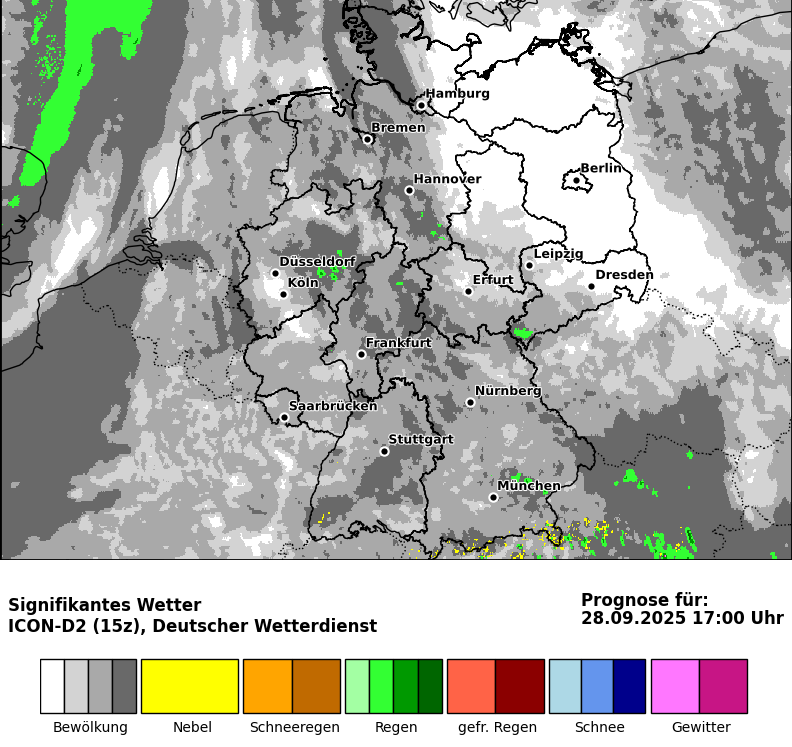 Hamburg
Bremen
Berlin
Hannover
Leipzig
Düsseldorf
Dresden
Erfurt
Köln
Frankfurt
Nürnberg
Saarbrücken
Stuttgart
München
Signifikantes Wetter
ICON-D2 (15z), Deutscher Wetterdienst
Prognose für:
28.09.2025 17:00 Uhr
Bewölkung
Nebel
Schneeregen
Regen
gefr. Regen
Schnee
Gewitter